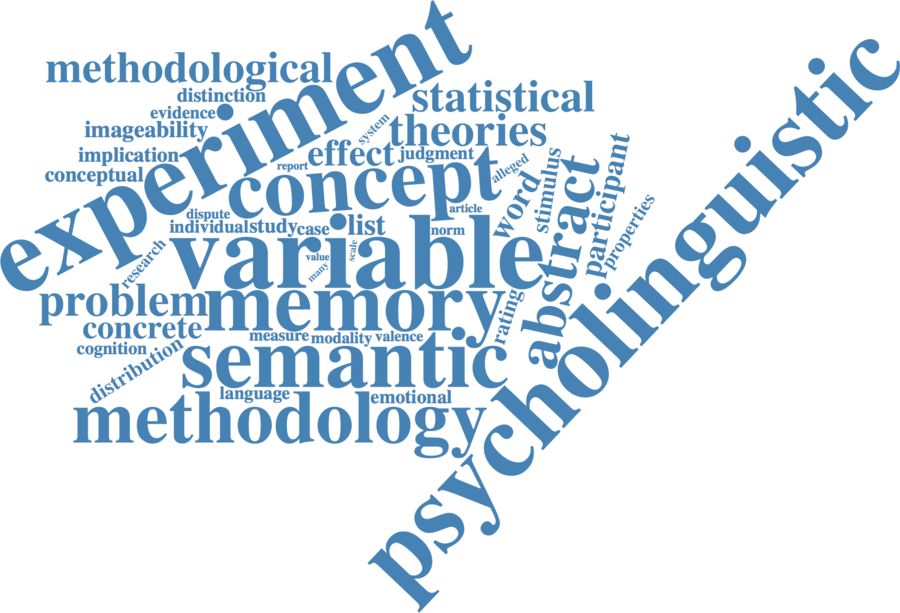 experiment
methodological
distinction
evidence
imageability
implication
conceptual
statistical
system
theories
effect
judgment
report
concept
alleged
article
word
stimulus
abstract
participant
properties
psycholinguistic
dispute
individual
study
case
list
norm
research
variable
value
many
scale
problem
memory
rating
concrete
measure
modality
valence
cognition
distribution
semantic
language
emotional
methodology